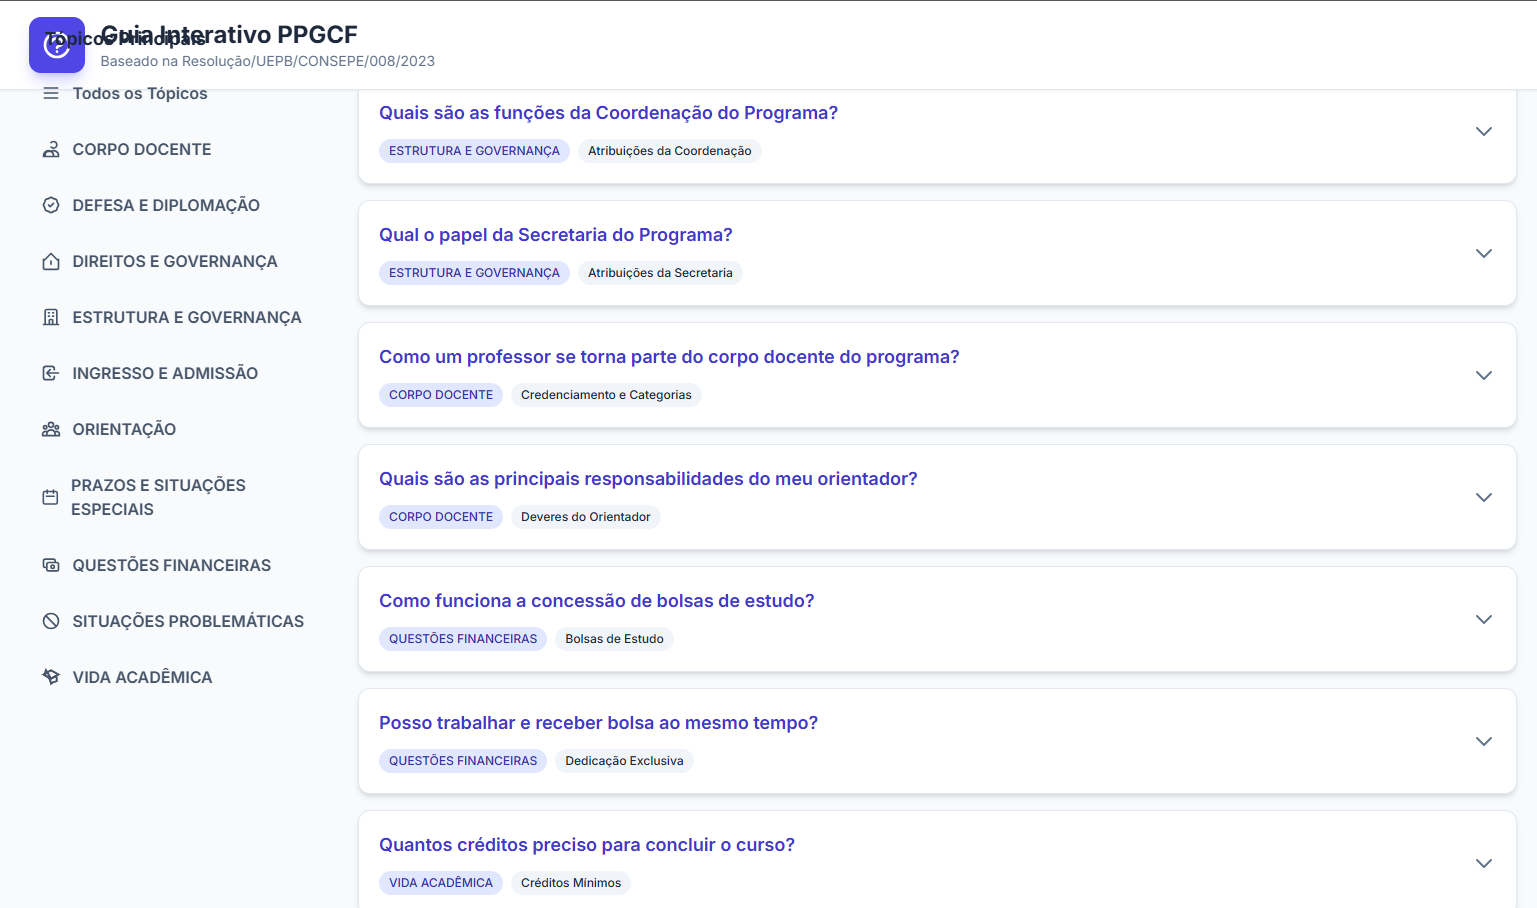 Guia Interativo PPGCF
Tópicos Principais
Baseado na Resolução/UEPB/CONSEPE/008/2023
Todos os Tópicos
CORPO DOCENTE
DEFESA E DIPLOMAÇÃO
DIREITOS E GOVERNANÇA
ESTRUTURA E GOVERNANÇA
INGRESSO E ADMISSÃO
ORIENTAÇÃO
PRAZOS E SITUAÇÕES
ESPECIAIS
QUESTÕES FINANCEIRAS
SITUAÇÕES PROBLEMÁTICAS
VIDA ACADÊMICA
Quais são as funções da Coordenação do Programa?
ESTRUTURA E GOVERNANÇA Atribuições da Coordenação
Qual o papel da Secretaria do Programa?
ESTRUTURA E GOVERNANÇA Atribuições da Secretaria
Como um professor se torna parte do corpo docente do programa?
CORPO DOCENTE Credenciamento e Categorias
Quais são as principais responsabilidades do meu orientador?
CORPO DOCENTE Deveres do Orientador
Como funciona a concessão de bolsas de estudo?
QUESTÕES FINANCEIRAS Bolsas de Estudo
Posso trabalhar e receber bolsa ao mesmo tempo?
QUESTÕES FINANCEIRAS Dedicação Exclusiva
Quantos créditos preciso para concluir o curso?
VIDA ACADÊMICA Créditos Mínimos